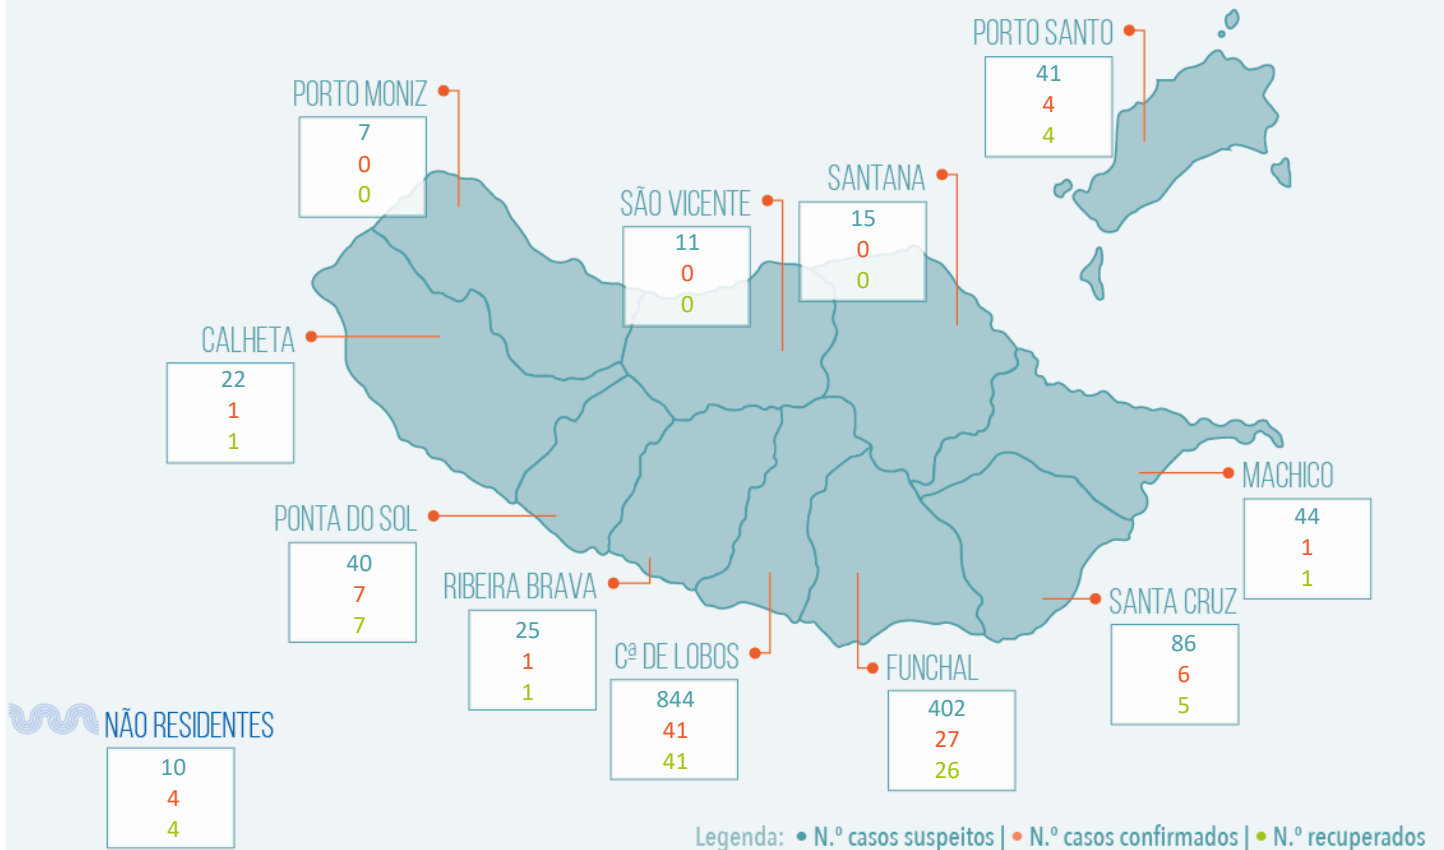 PORTO SANTO
41
4
4
PORTO MONIZ
7
0
0
SANTANA
15
0
0
SÃO VICENTE
11
0
0
CALHETA
22
1
1
MACHICO
44
1
1
PONTA DO SOL
40
7
7
RIBEIRA BRAVA
25
1
1
SANTA CRUZ
86
6
5
Cª DE LOBOS
844
41
41
FUNCHAL
402
27
26
NÃO RESIDENTES
10
4
4
Legenda: • N.º casos suspeitos | • N.º casos confirmados | • N.º recuperados